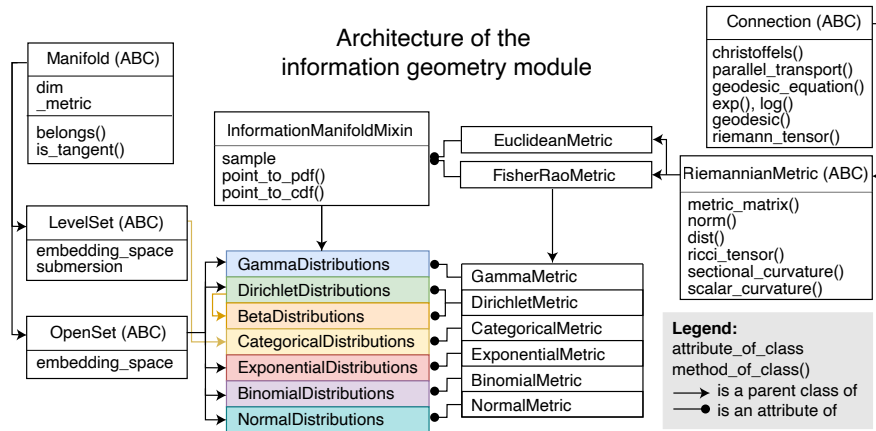 Architecture of the
information geometry module
Manifold (ABC)
dim
_metric
belongs()
is_tangent()
LevelSet (ABC)
embedding_space
submersion
OpenSet (ABC)
embedding_space
InformationManifoldMixin
sample
point_to_pdf()
point_to_cdf()
GammaDistributions
DirichletDistributions
BetaDistributions
CategoricalDistributions
ExponentialDistributions
BinomialDistributions
NormalDistributions
EuclideanMetric
FisherRaoMetric
GammaMetric
DirichletMetric
CategoricalMetric
ExponentialMetric
BinomialMetric
NormalMetric
Connection (ABC)
christoffels()
parallel_transport()
geodesic_equation()
exp(), log()
geodesic()
riemann_tensor()
RiemannianMetric (ABC)
metric_matrix()
norm()
dist()
ricci_tensor()
sectional_curvature()
scalar_curvature()
Legend:
attribute_of_class
method_of_class()
is a parent class of
is an attribute of